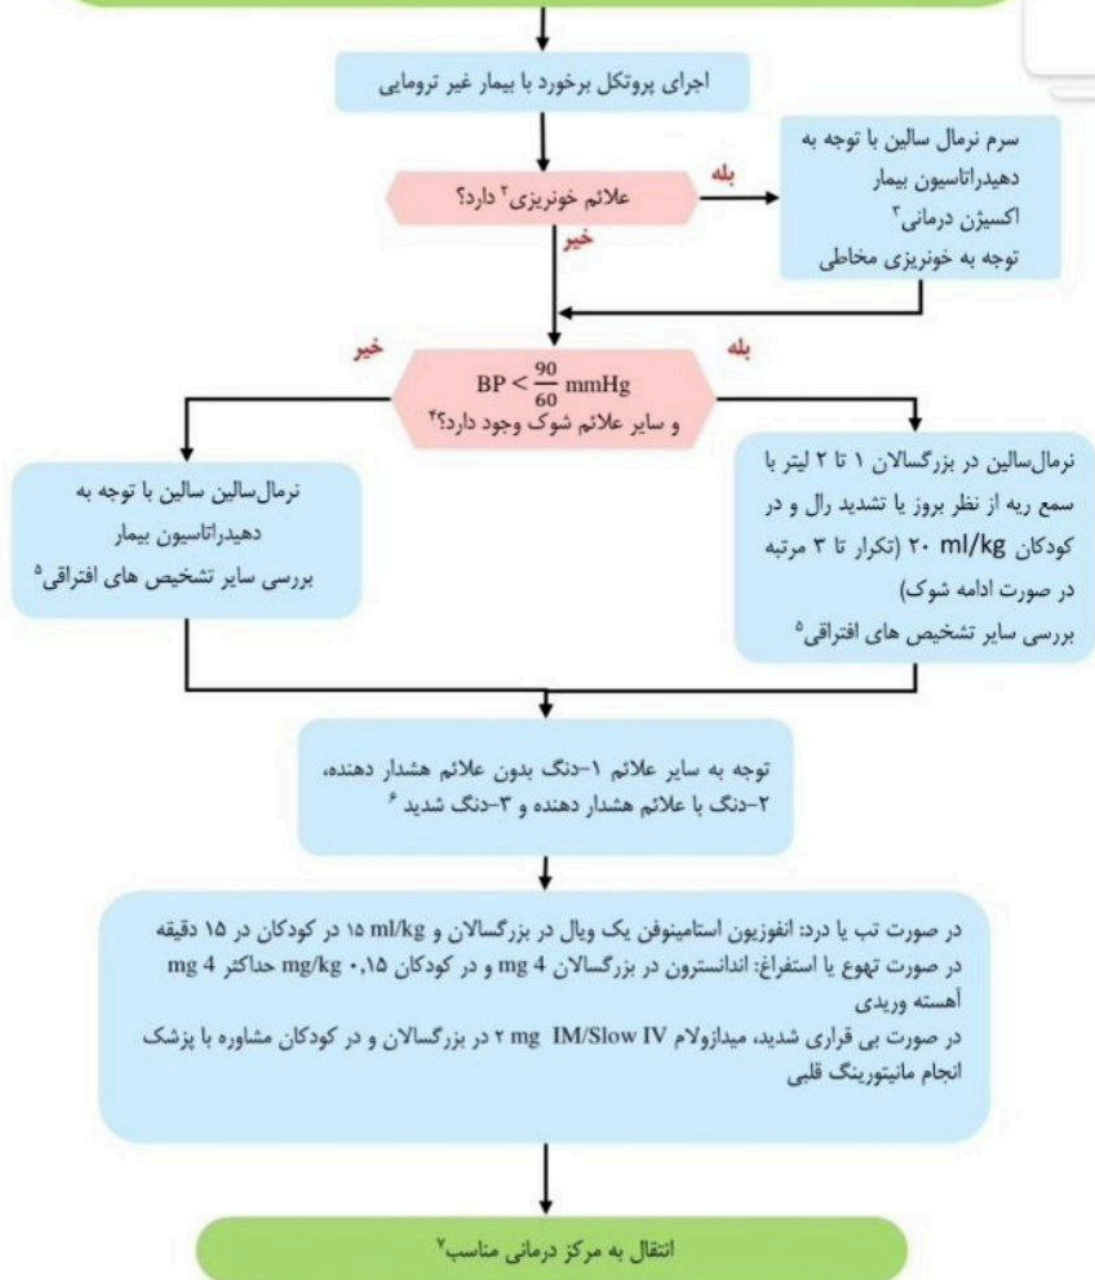 اجرای پروتکل برخورد با بیمار غیر ترومایی
علائم خونریزی۲ دارد؟
بله
سرم نرمال سالین با توجه به
دهیدراتاسیون بیمار
اکسیژن درمانی۳
توجه به خونریزی مخاطی
خیر
بله
خیر
BP < 90/60 mmHg
و سایر علائم شوک وجود دارد؟۴
نرمال‌سالین در بزرگسالان ۱ تا ۲ لیتر با
سمع ریه از نظر بروز یا تشدید رال و در
کودکان ۲۰ ml/kg (تکرار تا ۳ مرتبه
در صورت ادامه شوک)
بررسی سایر تشخیص های افتراقی۵
نرمال‌سالین سالین با توجه به
دهیدراتاسیون بیمار
بررسی سایر تشخیص های افتراقی۵
توجه به سایر علائم ۱-دنگ بدون علائم هشدار دهنده،
۲-دنگ با علائم هشدار دهنده و ۳-دنگ شدید ۶
در صورت تب یا درد: انفوزیون استامینوفن یک ویال در بزرگسالان و ۱۵ ml/kg در کودکان در ۱۵ دقیقه
در صورت تهوع یا استفراغ: اندانسترون در بزرگسالان 4 mg و در کودکان ۰,۱۵ mg/kg حداکثر 4 mg
آهسته وریدی
در صورت بی قراری شدید، میدازولام ۲ mg IM/Slow IV در بزرگسالان و در کودکان مشاوره با پزشک
انجام مانیتورینگ قلبی
انتقال به مرکز درمانی مناسب۷